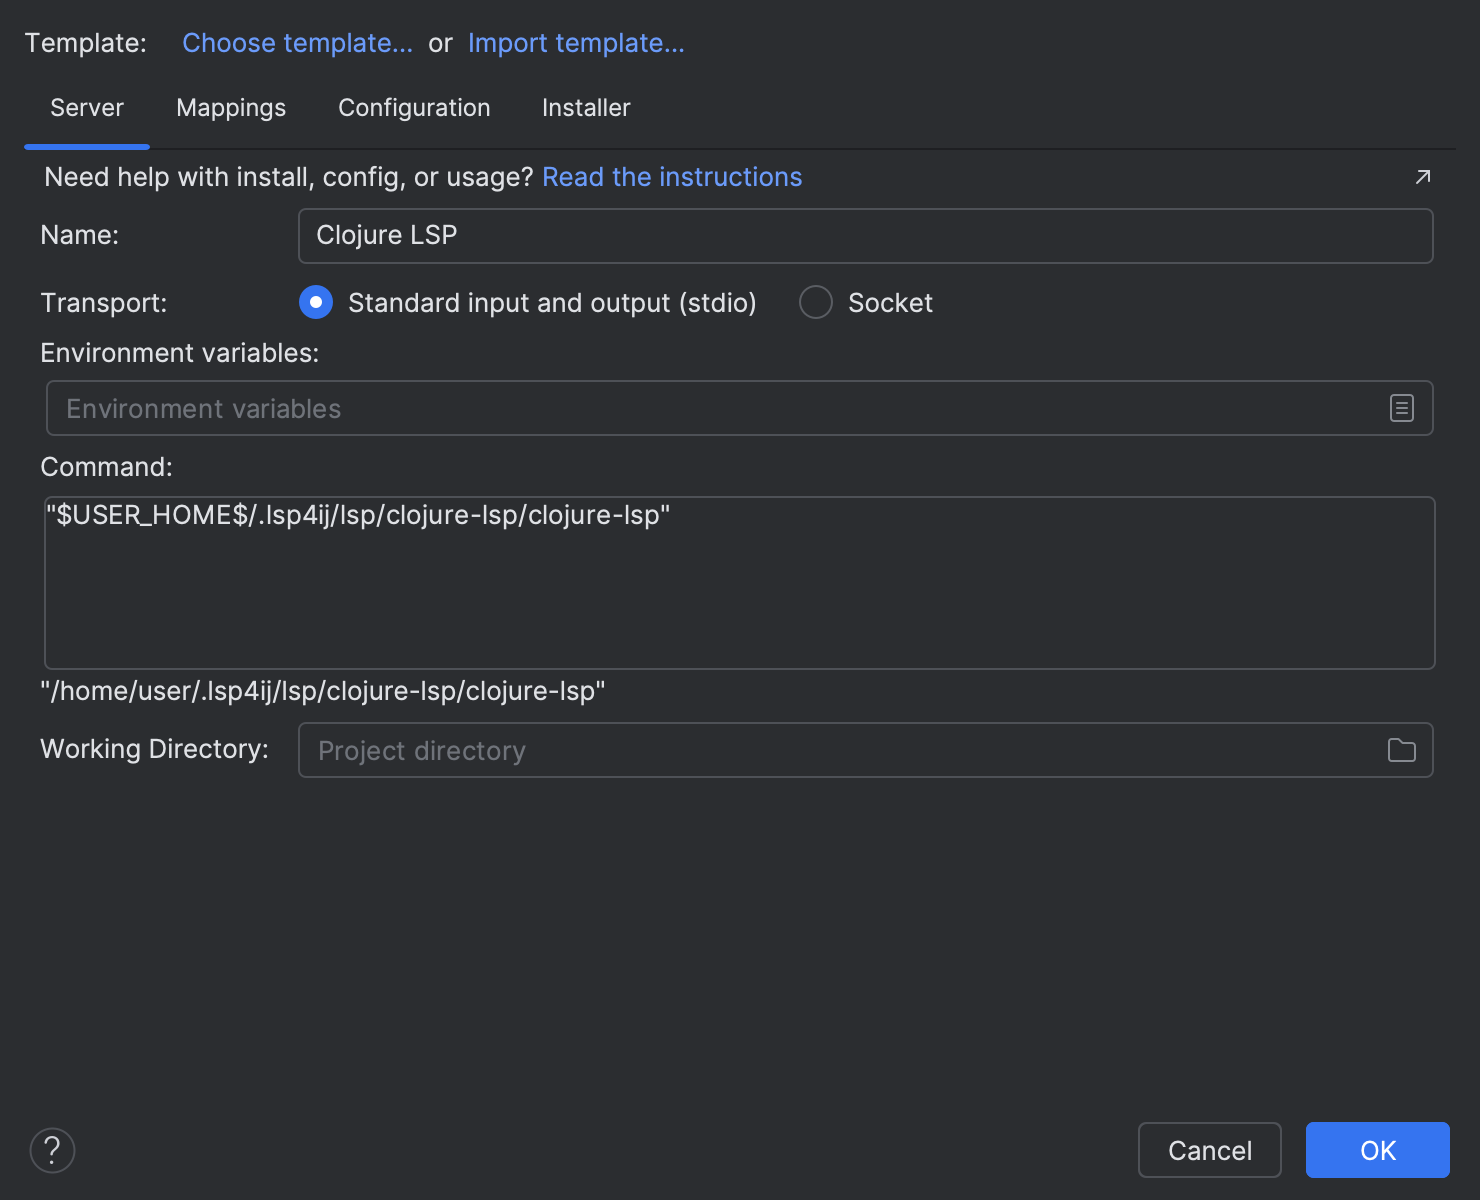 Template: Choose template... or Import template...
Server Mappings Configuration Installer
Need help with install, config, or usage? Read the instructions
Name: Clojure LSP
Transport: Standard input and output (stdio) Socket
Environment variables:
Environment variables
Command:
"$USER_HOME$/.lsp4ij/lsp/clojure-lsp/clojure-lsp"
"/home/user/.lsp4ij/lsp/clojure-lsp/clojure-lsp"
Working Directory: Project directory
? Cancel OK